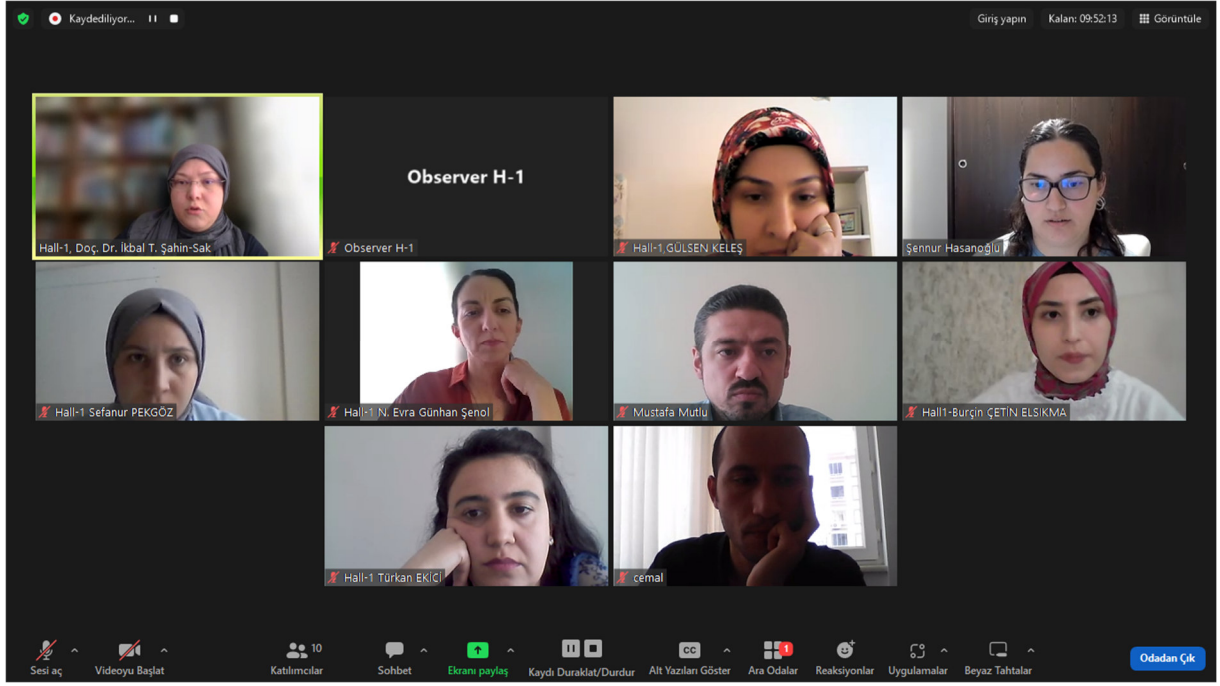 Kaydediliyor...
Giriş yapın
Kalan: 09:52:13
Görüntüle
Hall-1, Doç. Dr. İkbal T. Şahin-Sak
Observer H-1
Observer H-1
Hall-1 GÜLSEN KELEŞ
Şennur Hasanoğlu
Hall-1 Sefanur PEKGÖZ
Hall-1 N. Evra Günhan Şenol
Mustafa Mutlu
Hall1-Burçin ÇETİN ELSIKMA
Hall-1 Türkan EKİCİ
cemal
Sesi aç
Videoyu Başlat
10
Katılımcılar
Sohbet
Ekranı paylaş
Kaydı Duraklat/Durdur
CC
Alt Yazıları Göster
1
Ara Odalar
Reaksiyonlar
Uygulamalar
Beyaz Tahtalar
Odadan Çık